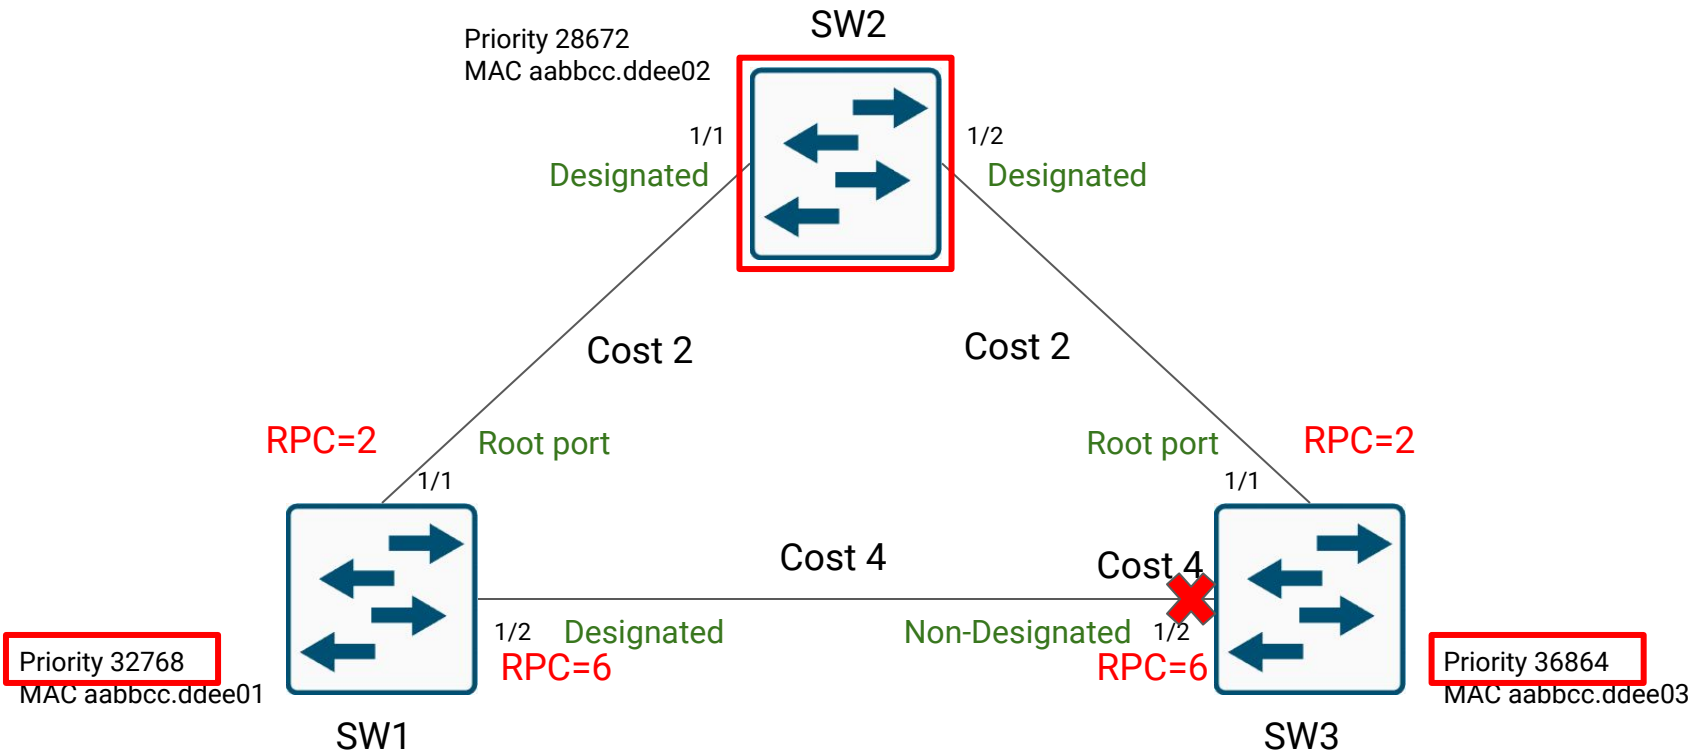 SW2
Priority 28672
MAC aabbcc.ddee02
1/1
1/2
Designated
Designated
Cost 2
Cost 2
RPC=2
Root port
Root port
RPC=2
1/1
1/1
Cost 4
Cost 4
1/2
Designated
Non-Designated
1/2
RPC=6
RPC=6
Priority 32768
MAC aabbcc.ddee01
Priority 36864
MAC aabbcc.ddee03
SW1
SW3